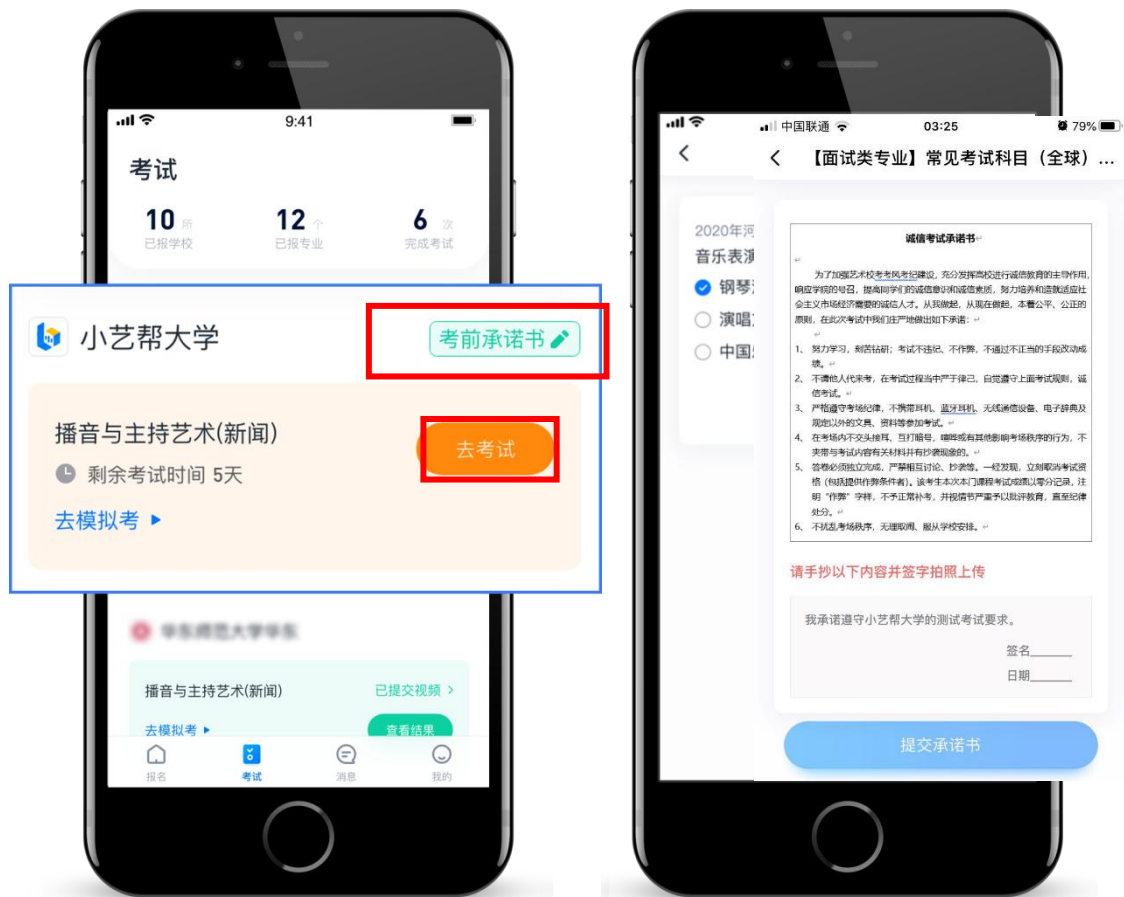 9:41
考试
10 所
12 个
6 次
已报学校
已报专业
完成考试
小艺帮大学
考前承诺书
播音与主持艺术(新闻)
去考试
剩余考试时间 5天
去模拟考
播音与主持艺术(新闻)
已提交视频
去模拟考
查看结果
报名
考试
消息
我的
2020年河
音乐表演
钢琴
演唱
中国
中国联通
03:25
79%
【面试类专业】常见考试科目（全球）...
诚信考试承诺书
为了加强艺术校考考风考纪建设，充分发挥高校进行诚信教育的主导作用，
响应学院的号召，提高同学们的诚信意识和诚信素质，努力培养和造就适应社
会主义市场经济需要的诚信人才。从我做起，从现在做起，本着公平、公正的
原则，在此次考试中我们庄严地做出如下承诺：
1、 努力学习，刻苦钻研；考试不违纪、不作弊，不通过不正当的手段改动成
绩。
2、 不请他人代来考，在考试过程当中严于律己，自觉遵守上面考试规则，诚
信考试。
3、 严格遵守考场纪律，不携带耳机、蓝牙耳机、无线通信设备、电子辞典及
规定以外的文具、资料等参加考试。
4、 在考场内不交头接耳、互打暗号，喧哗或有其他影响考场秩序的行为，不
夹带与考试内容有关材料并有抄袭现象的。
5、 答卷必须独立完成，严禁相互讨论、抄袭等。一经发现，立刻取消考试资
格（包括提供作弊条件者）。该考生本次本门课程考试成绩以零分记录，注
明“作弊”字样，不予正常补考，并视情节严重予以批评教育，直至纪律
处分。
6、 不扰乱考场秩序，无理取闹、服从学校安排。
请手抄以下内容并签字拍照上传
我承诺遵守小艺帮大学的测试考试要求。
签名______
日期______
提交承诺书